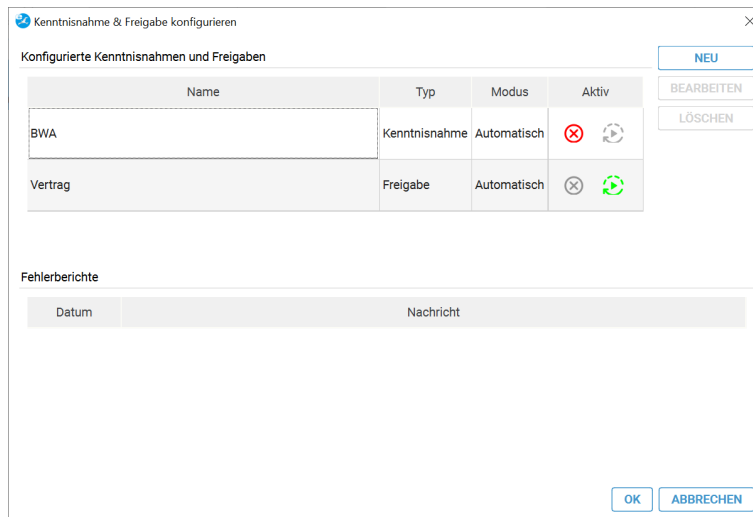 Kenntnisnahme & Freigabe konfigurieren
Konfigurierte Kenntnisnahmen und Freigaben
NEU
Name Typ Modus Aktiv
BEARBEITEN
LÖSCHEN
BWA Kenntnisnahme Automatisch
Vertrag Freigabe Automatisch
Fehlerberichte
Datum Nachricht
OK ABBRECHEN